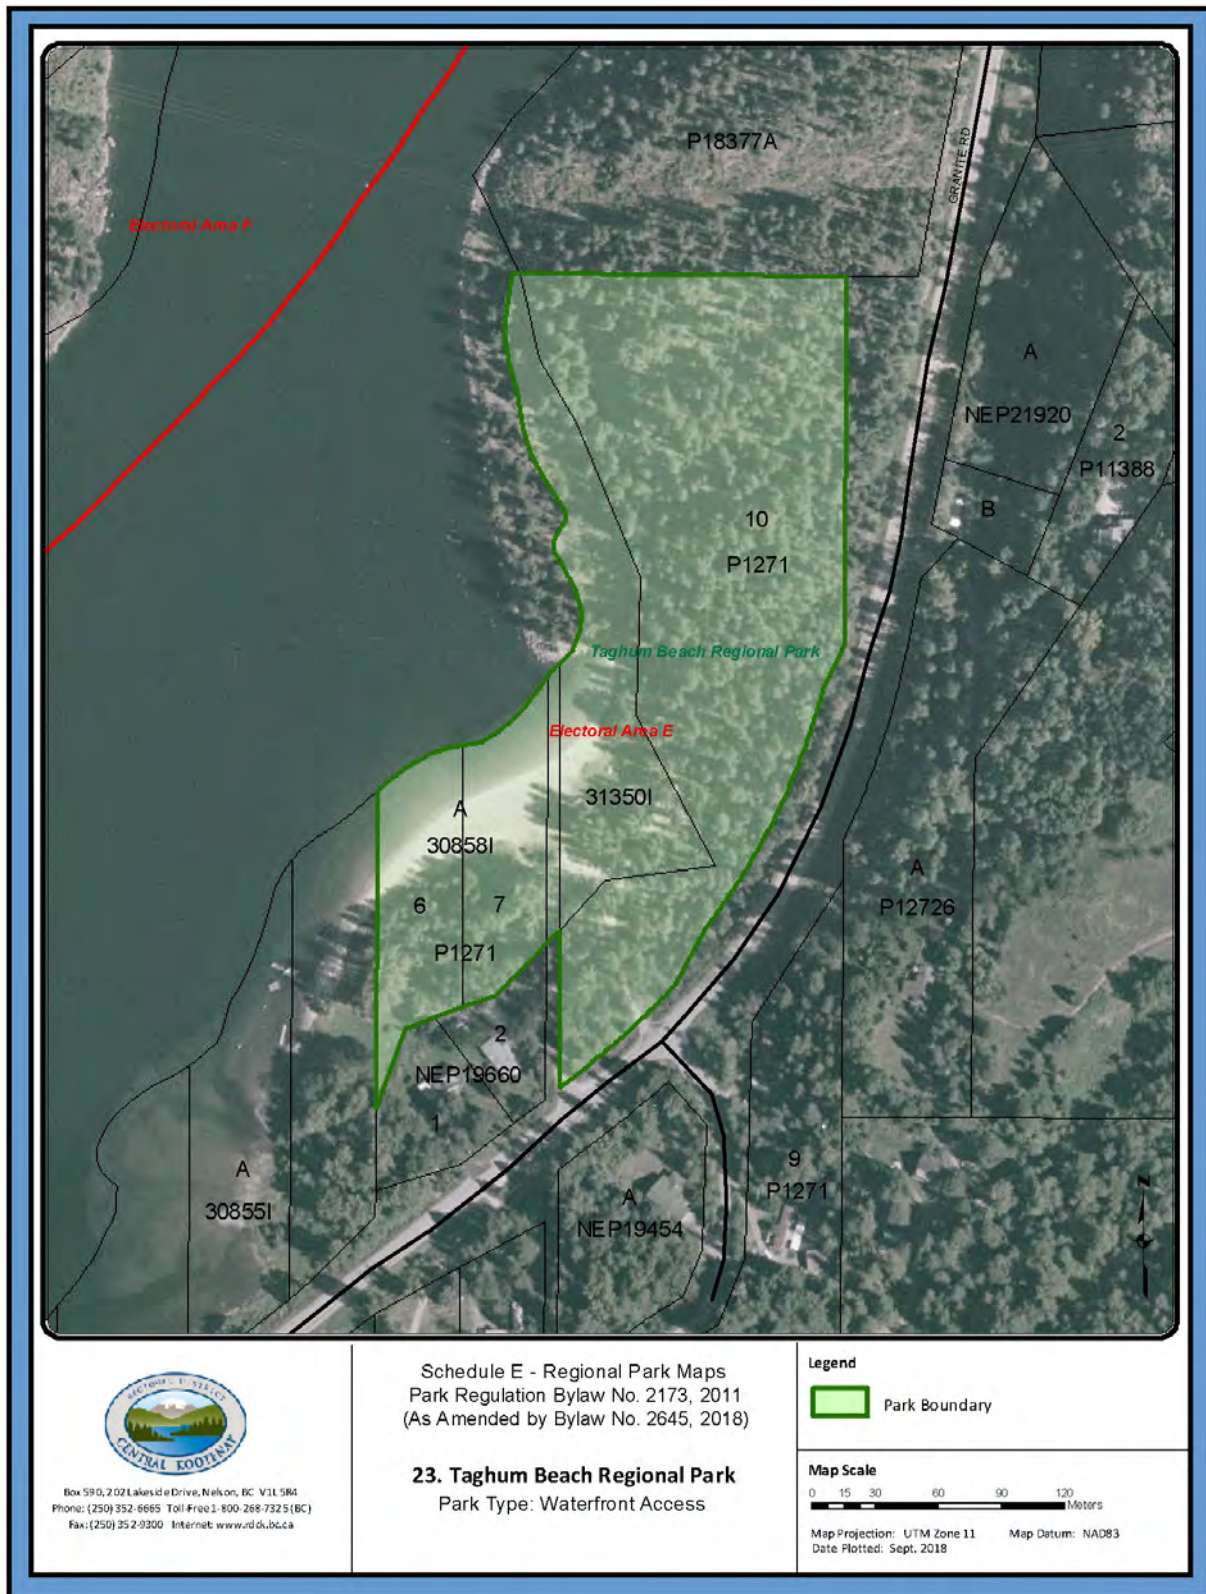 P18377A
GRANITE RD
Electoral Area F
A
NEP21920
2
P11388
B
10
P1271
Taghum Beach Regional Park
Electoral Area E
31350I
A
30858I
6
7
P1271
A
P12726
2
NEP19660
1
A
30855I
9
P1271
A
NEP19454
N
REGIONAL DISTRICT
CENTRAL KOOTENAY
Box 590, 202 Lakeside Drive, Nelson, BC V1L 5R4
Phone: (250) 352-6665 Toll-Free 1-800-268-7325 (BC)
Fax: (250) 352-9300 Internet: www.rdck.bc.ca
Schedule E - Regional Park Maps
Park Regulation Bylaw No. 2173, 2011
(As Amended by Bylaw No. 2645, 2018)
23. Taghum Beach Regional Park
Park Type: Waterfront Access
Legend
Park Boundary
Map Scale
0 15 30 60 90 120
Meters
Map Projection: UTM Zone 11 Map Datum: NAD83
Date Plotted: Sept. 2018